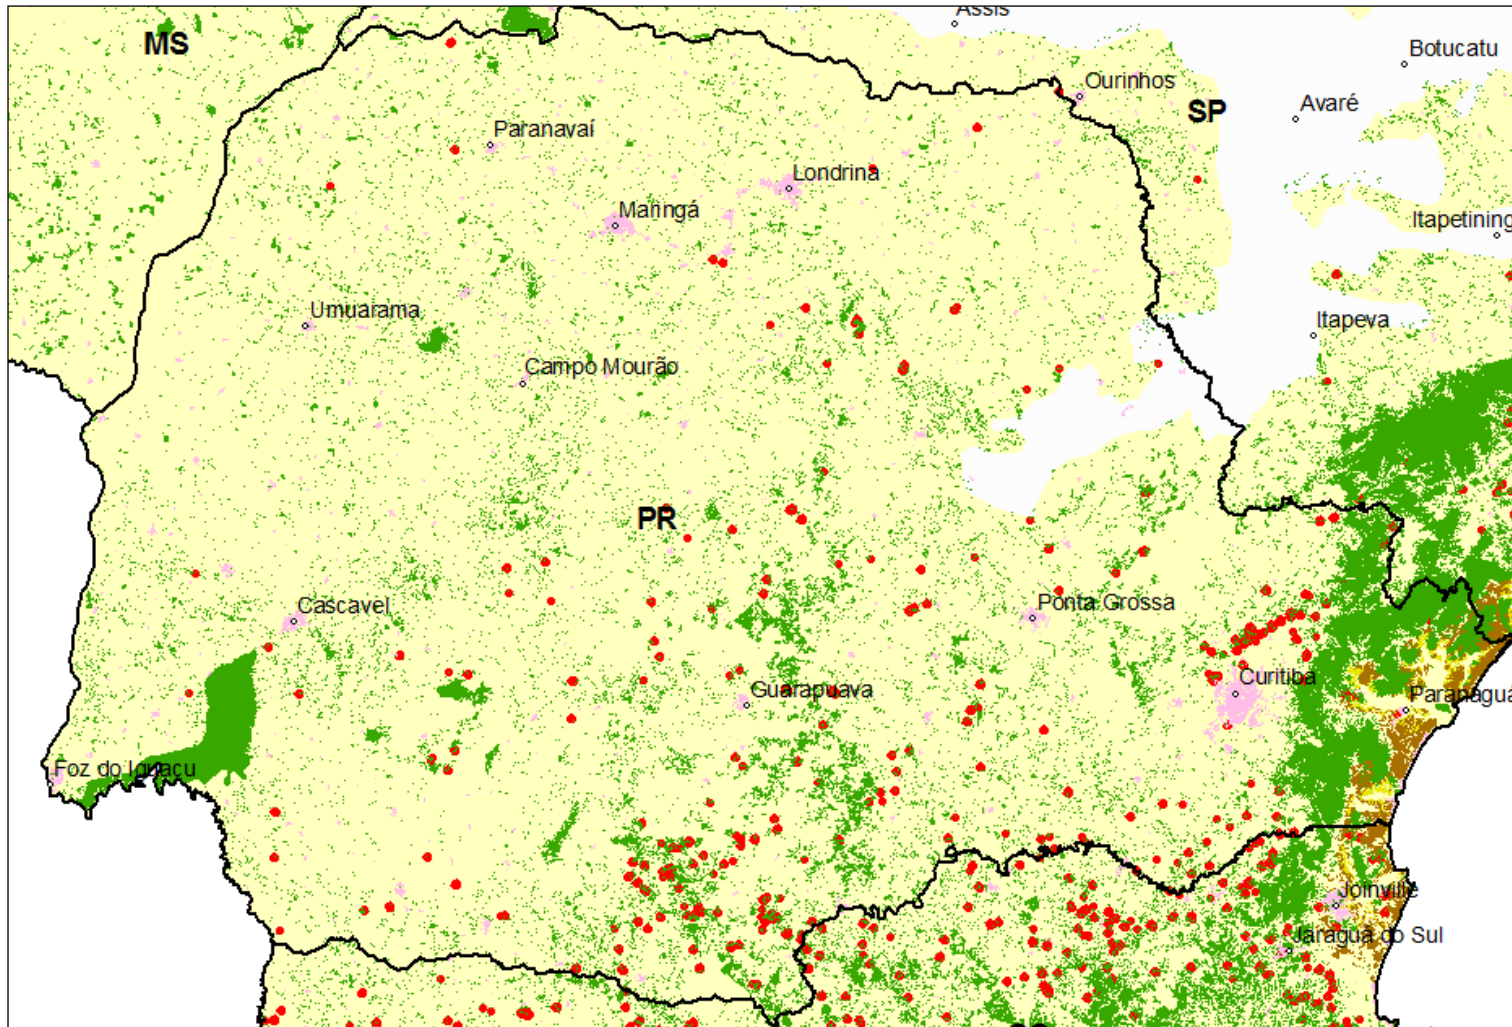 Assis
MS
Botucatu
Ourinhos
SP
Avaré
Paranavaí
Londrina
Maringá
Itapetining
Umuarama
Itapeva
Campo Mourão
PR
Cascavel
Ponta Grossa
Curitiba
Guarapuava
Paranaguá
Foz do Iguaçu
Joinville
Jaraguá do Sul